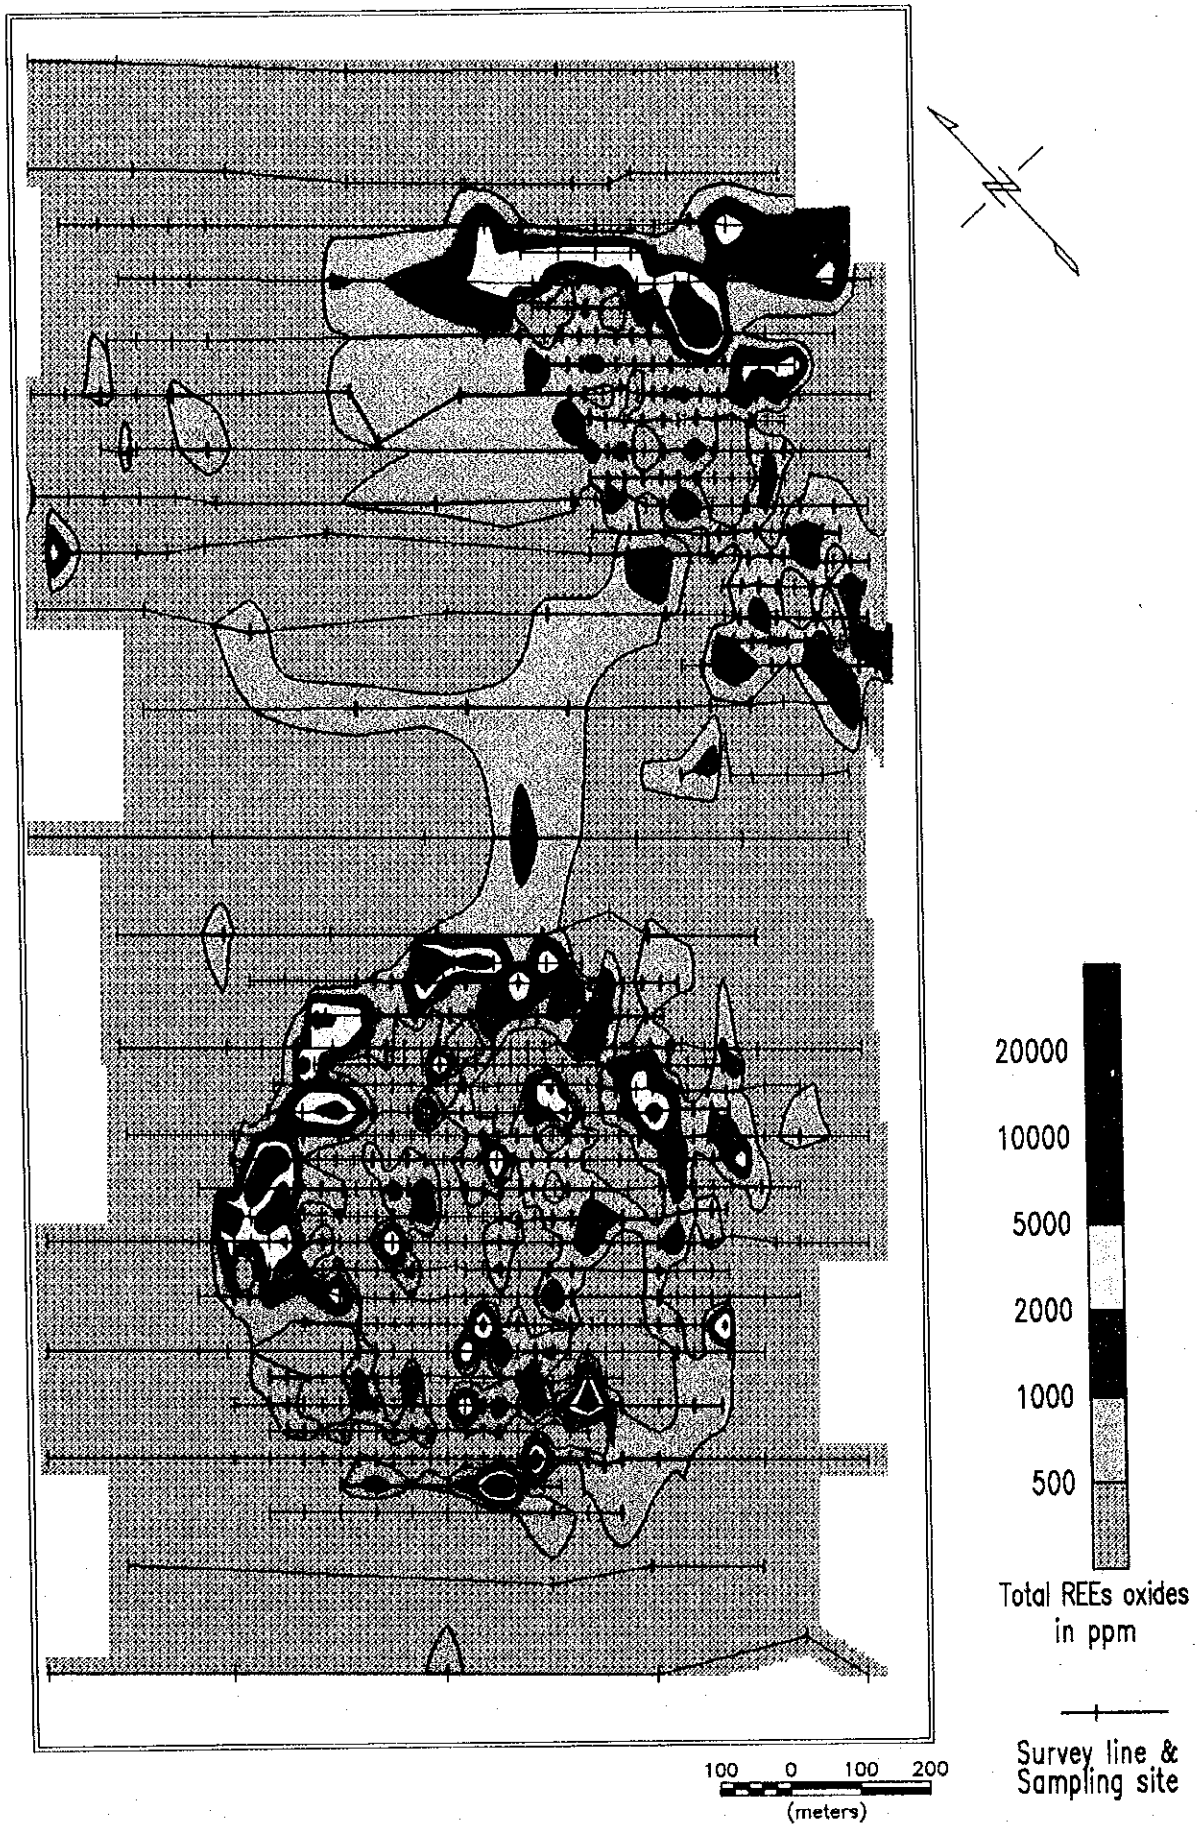 N
20000
10000
5000
2000
1000
500
Total REEs oxides
in ppm
Survey line &
Sampling site
100 0 100 200
(meters)